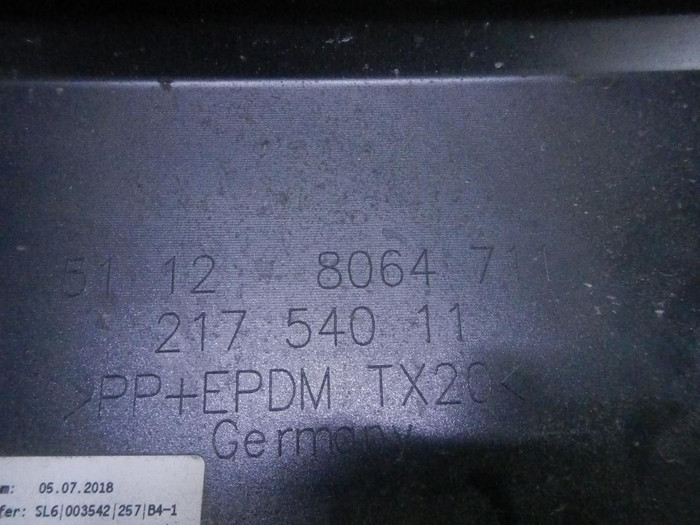 51 12 8064 711
217 540 11
>PP+EPDM TX20<
Germany
m: 05.07.2018
fer: SL6|003542|257|B4-1